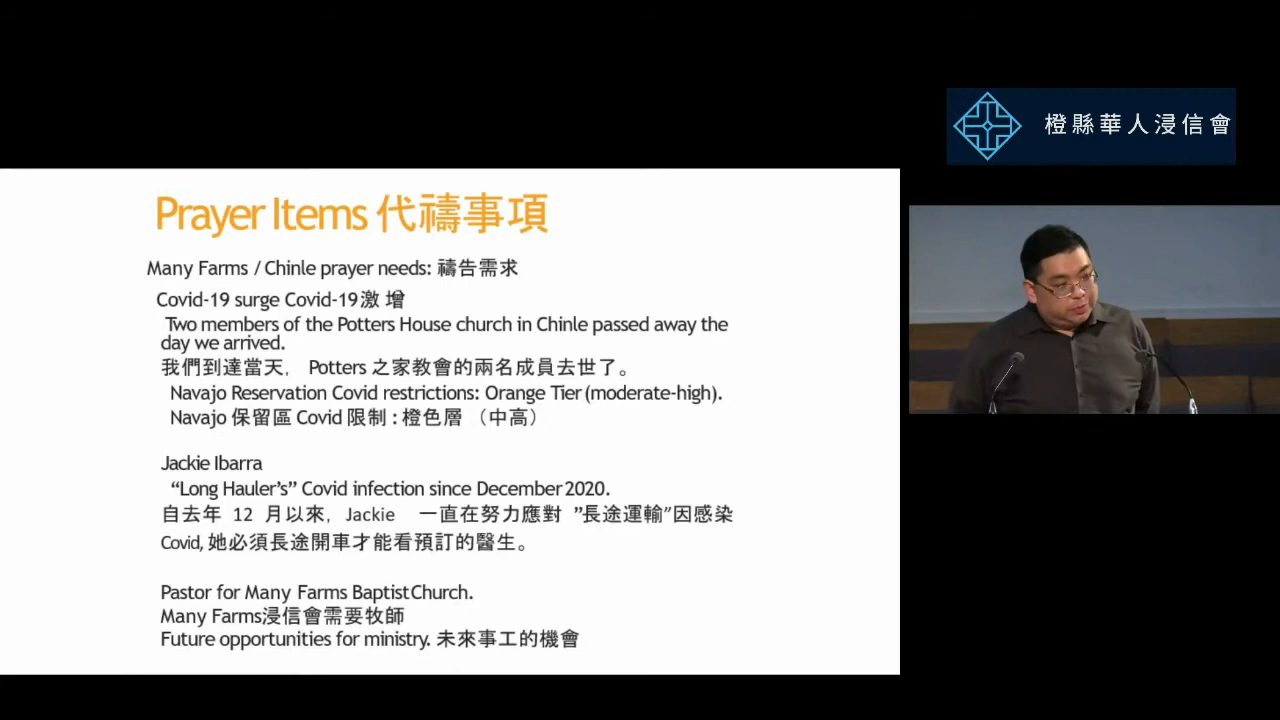 橙縣華人浸信會
Prayer Items 代禱事項
Many Farms / Chinle prayer needs: 禱告需求
Covid-19 surge Covid-19激 增
Two members of the Potters House church in Chinle passed away the
day we arrived.
我們到達當天， Potters 之家教會的兩名成員去世了。
Navajo Reservation Covid restrictions: Orange Tier (moderate-high).
Navajo 保留區 Covid 限制 : 橙色層 （中高）
Jackie Ibarra
“Long Hauler’s” Covid infection since December 2020.
自去年 12 月以來， Jackie 一直在努力應對 ”長途運輸”因感染
Covid, 她必須長途開車才能看預訂的醫生。
Pastor for Many Farms Baptist Church.
Many Farms浸信會需要牧師
Future opportunities for ministry. 未來事工的機會